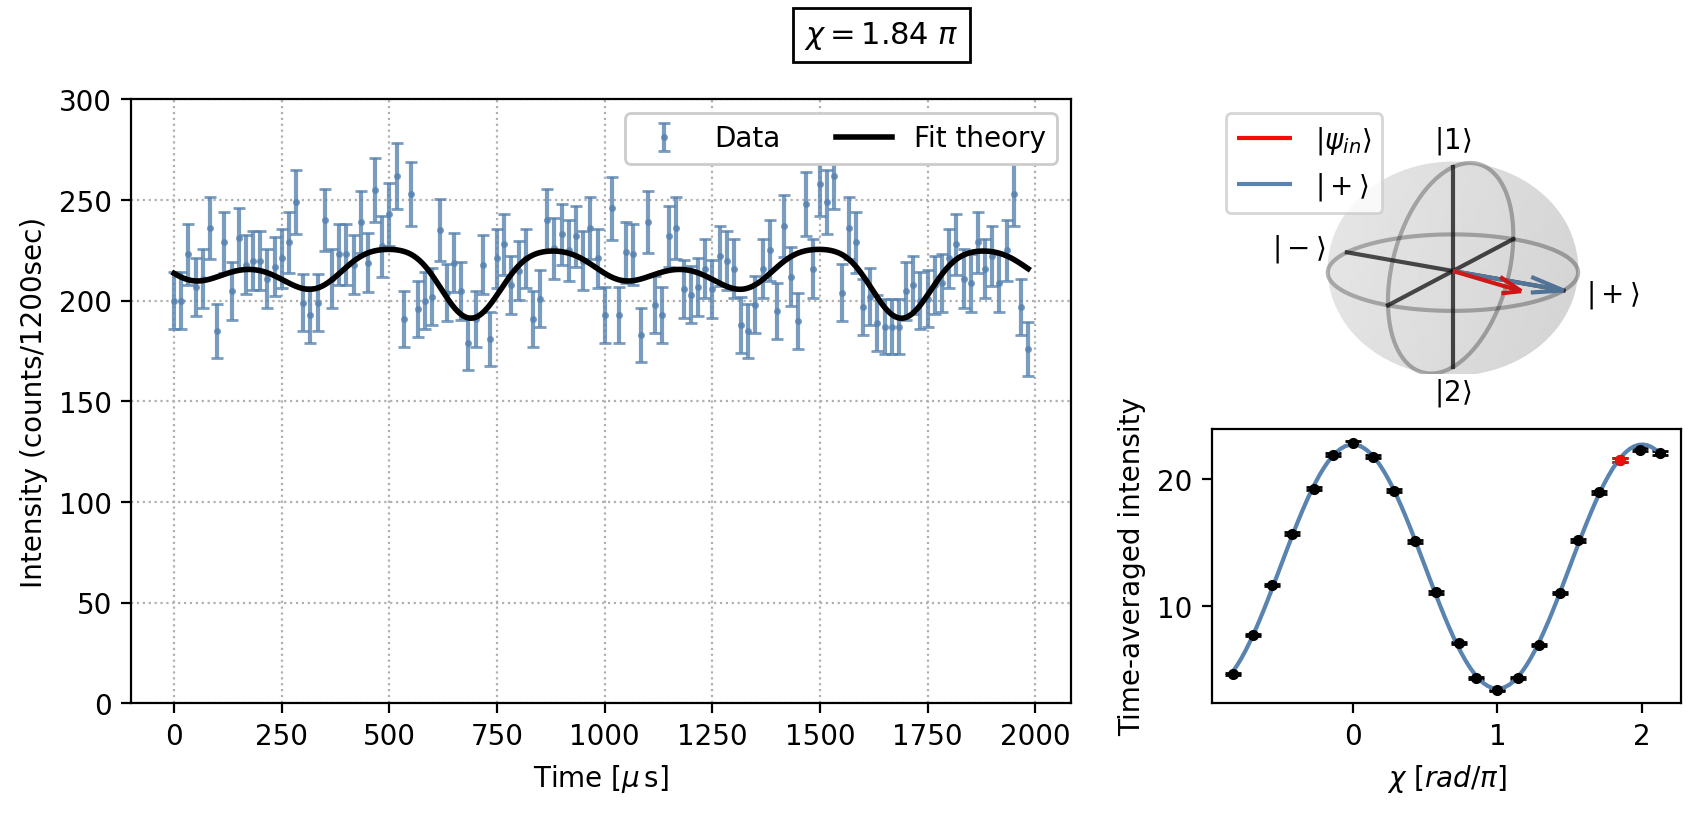 χ = 1.84 π
300
250
200
150
100
50
0
Intensity (counts/1200sec)
Data
Fit theory
0 250 500 750 1000 1250 1500 1750 2000
Time [μ s]
|ψin⟩
|+⟩
|1⟩
|−⟩
|+⟩
|2⟩
Time-averaged intensity
20
10
0 1 2
χ [rad/π]